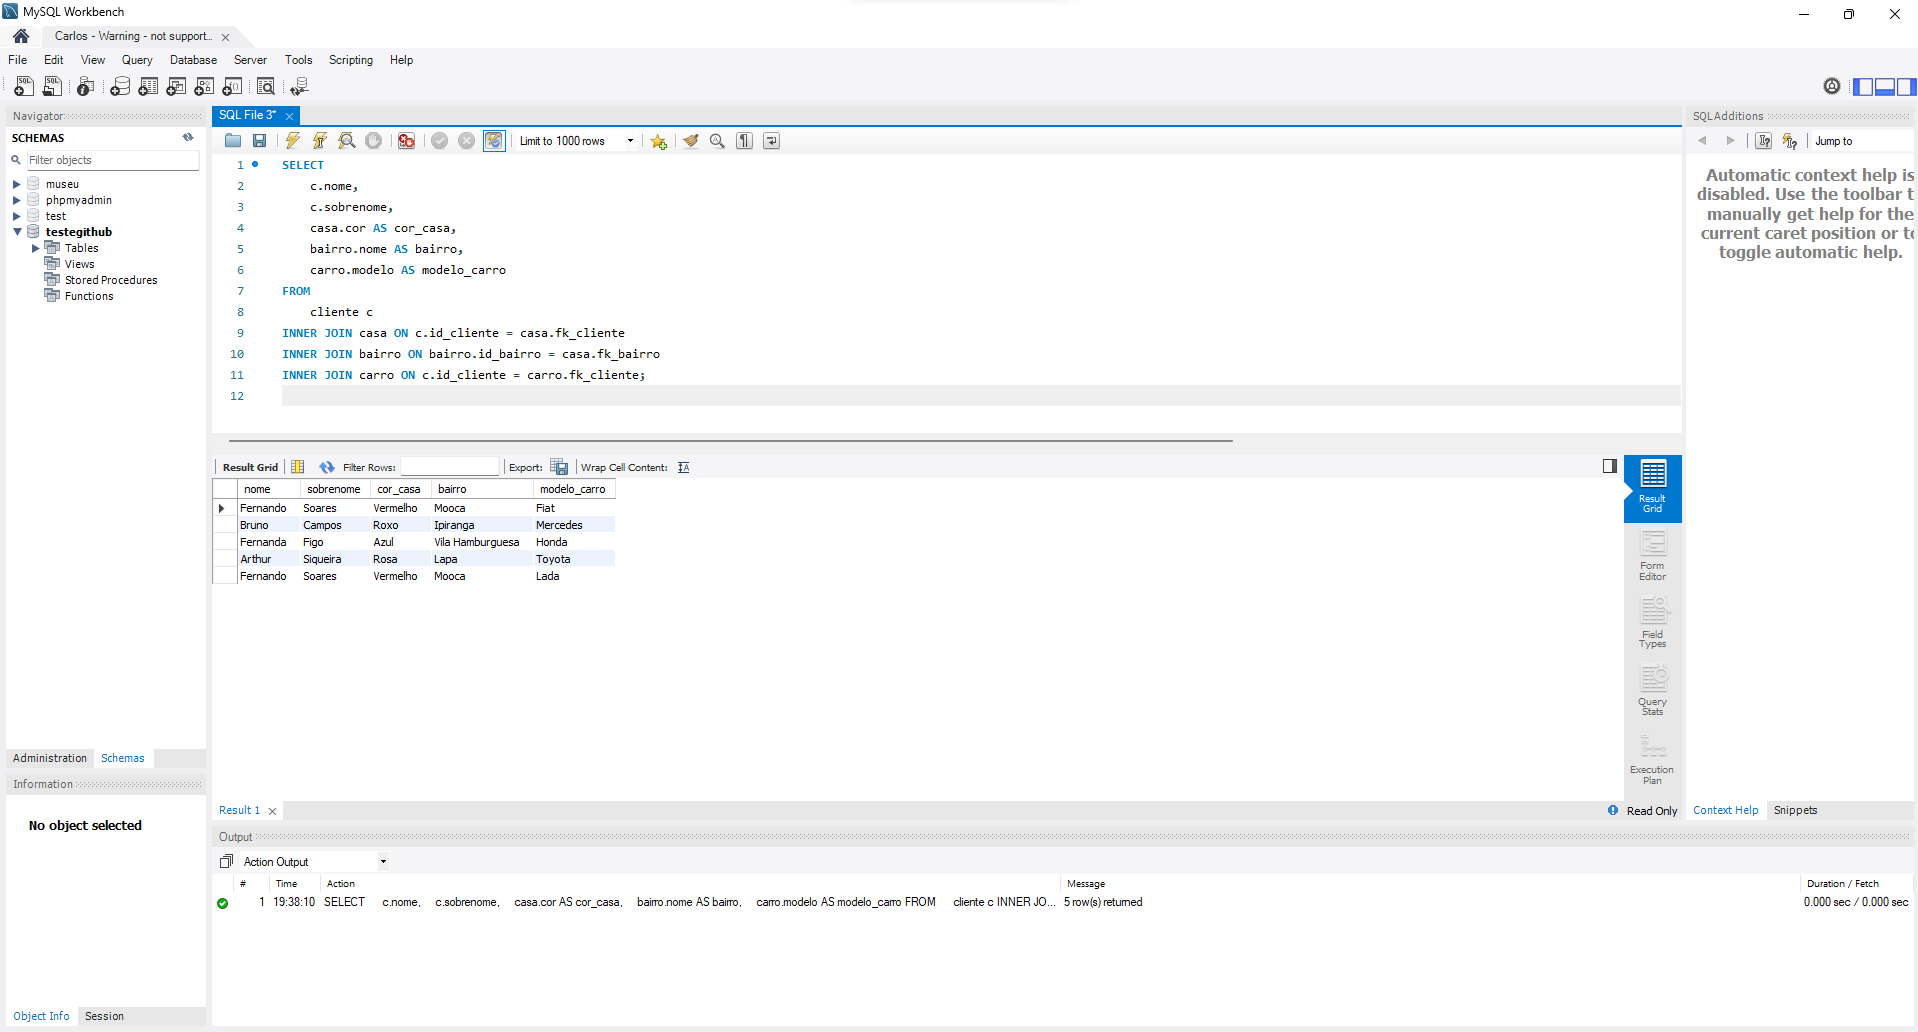 MySQL Workbench
Carlos - Warning - not support...
File Edit View Query Database Server Tools Scripting Help
Navigator
SCHEMAS
Filter objects
museu
phpmyadmin
test
testegithub
Tables
Views
Stored Procedures
Functions
Administration Schemas
Information
No object selected
Object Info Session
SQL File 3*
Limit to 1000 rows
1 SELECT
2 c.nome,
3 c.sobrenome,
4 casa.cor AS cor_casa,
5 bairro.nome AS bairro,
6 carro.modelo AS modelo_carro
7 FROM
8 cliente c
9 INNER JOIN casa ON c.id_cliente = casa.fk_cliente
10 INNER JOIN bairro ON bairro.id_bairro = casa.fk_bairro
11 INNER JOIN carro ON c.id_cliente = carro.fk_cliente;
12
Result Grid Filter Rows: Export: Wrap Cell Content:
nome sobrenome cor_casa bairro modelo_carro
Fernando Soares Vermelho Mooca Fiat
Bruno Campos Roxo Ipiranga Mercedes
Fernanda Figo Azul Vila Hamburguesa Honda
Arthur Siqueira Rosa Lapa Toyota
Fernando Soares Vermelho Mooca Lada
Result
Grid
Form
Editor
Field
Types
Query
Stats
Execution
Plan
Result 1
Read Only
SQLAdditions
Jump to
Automatic context help is
disabled. Use the toolbar t
manually get help for the
current caret position or to
toggle automatic help.
Context Help Snippets
Output
Action Output
# Time Action Message Duration / Fetch
1 19:38:10 SELECT c.nome, c.sobrenome, casa.cor AS cor_casa, bairro.nome AS bairro, carro.modelo AS modelo_carro FROM cliente c INNER JO... 5 row(s) returned 0.000 sec / 0.000 sec